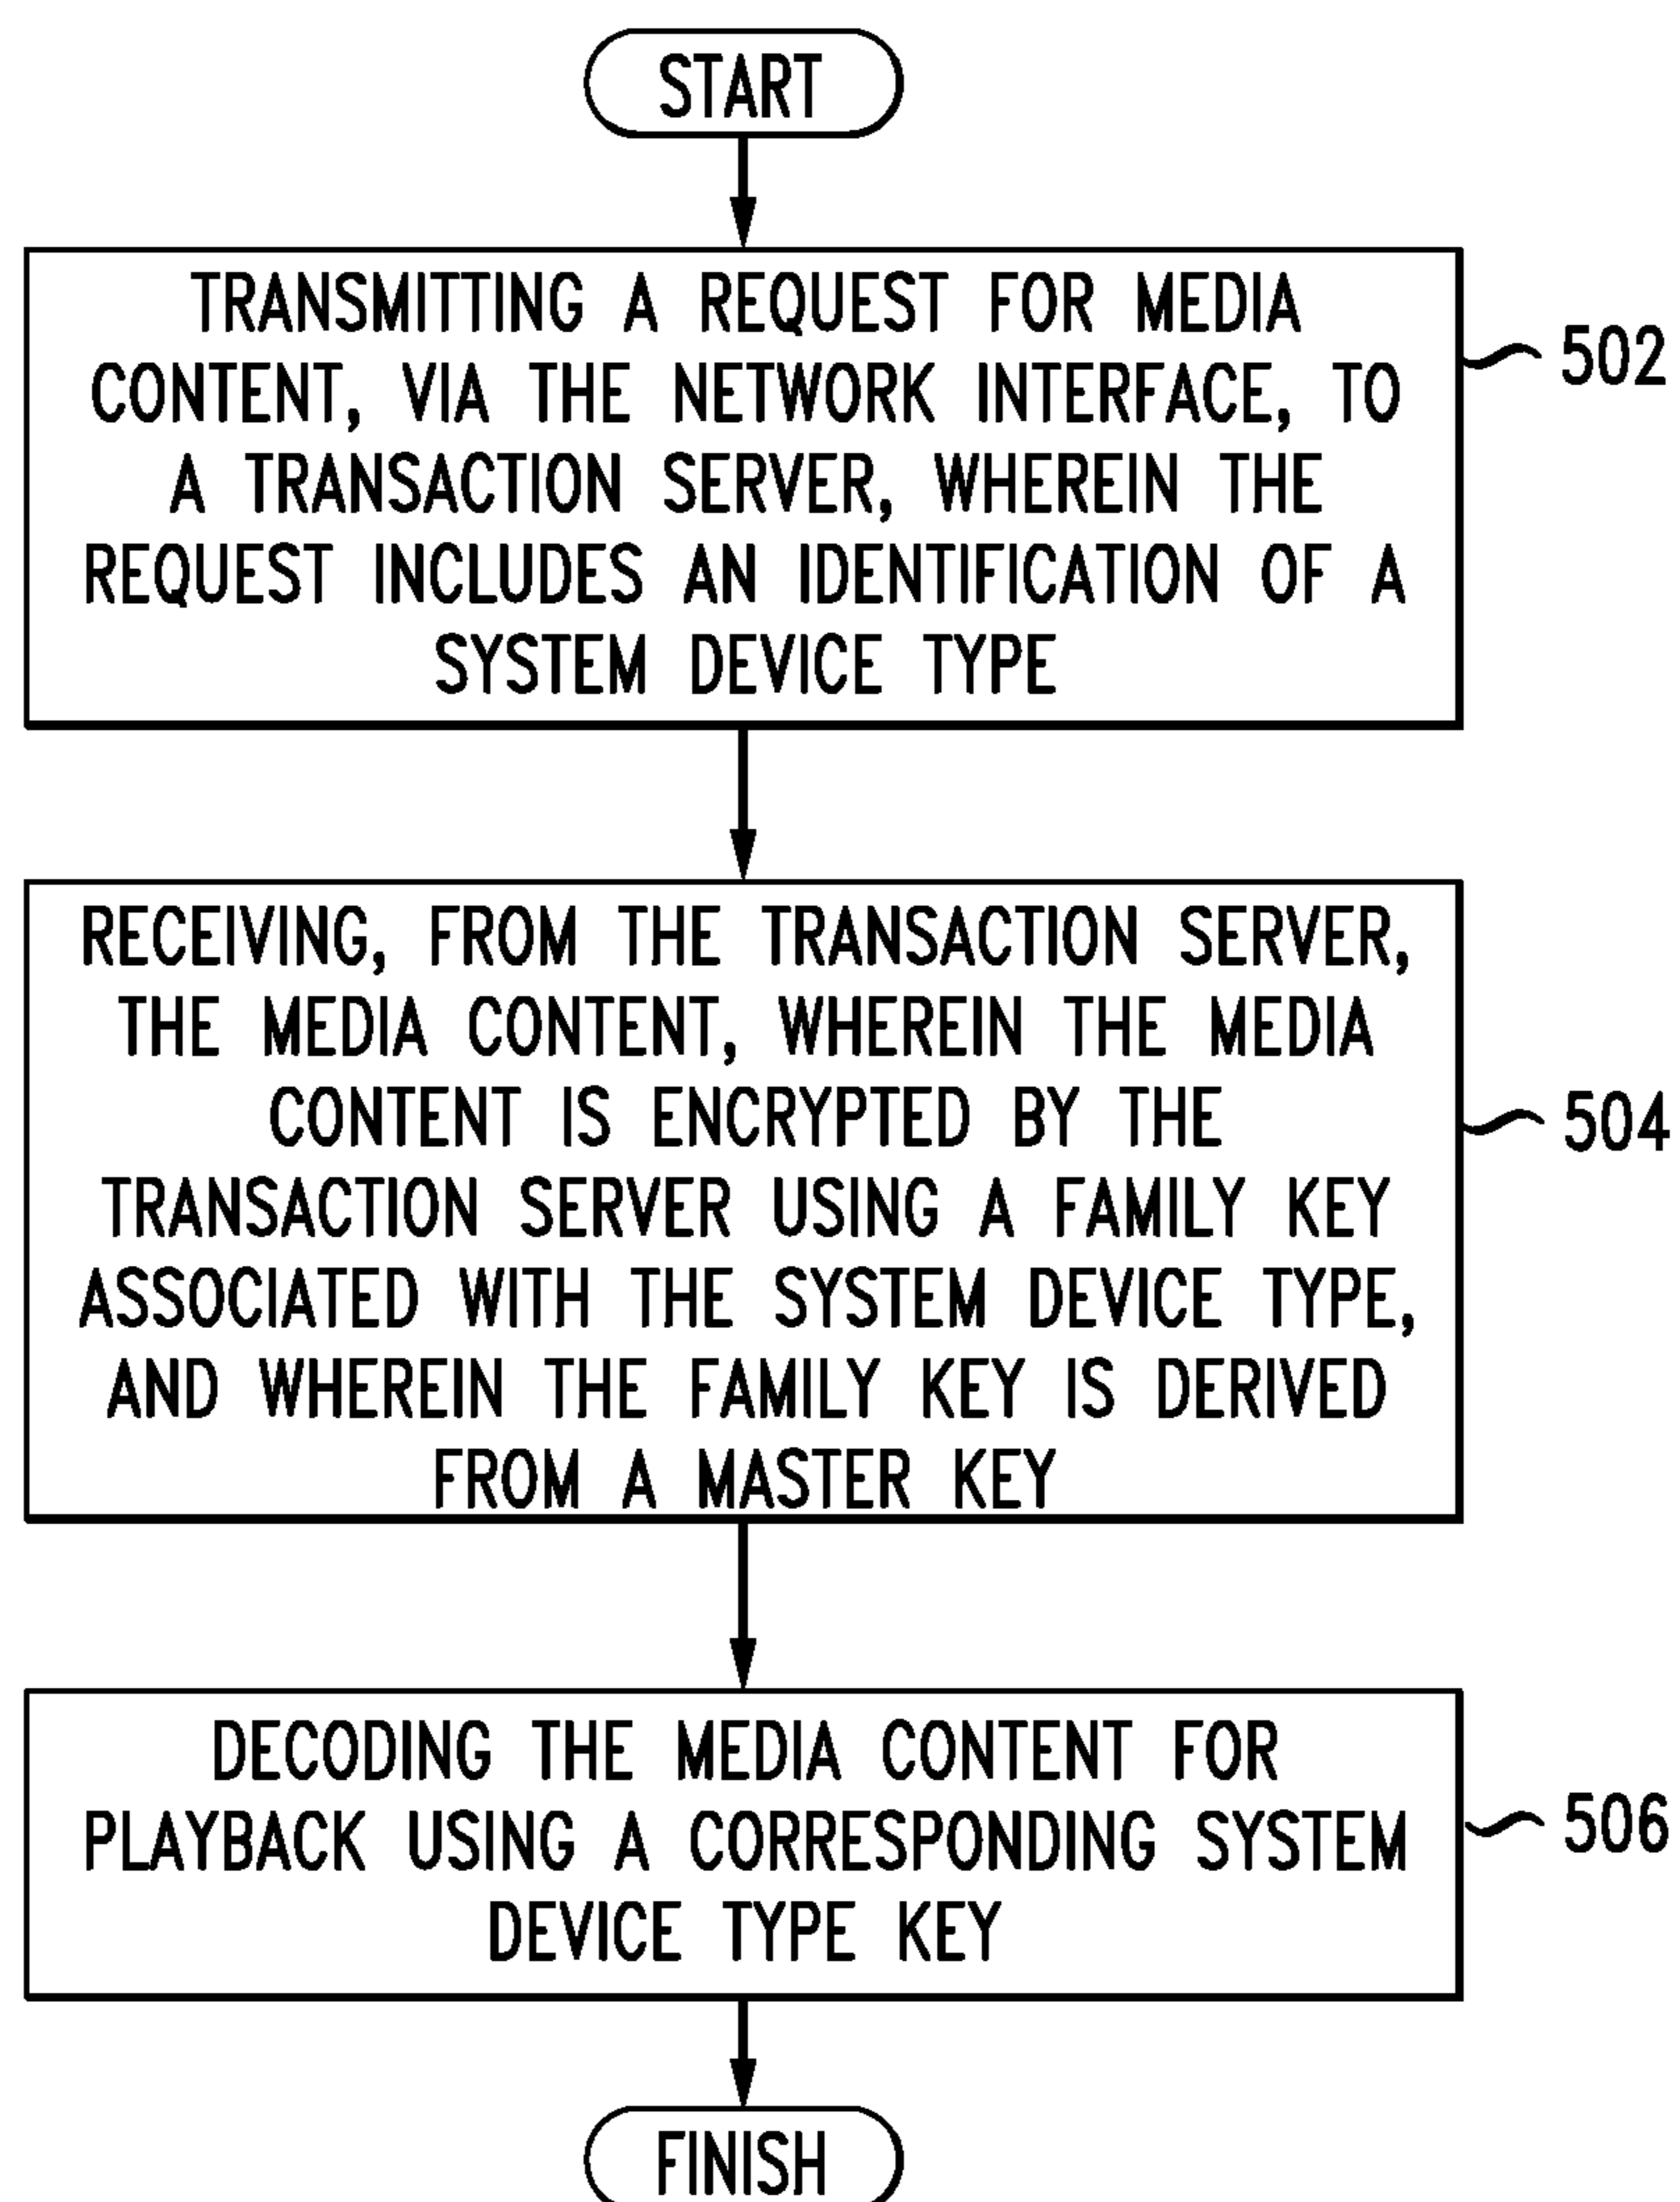 START
TRANSMITTING A REQUEST FOR MEDIA
CONTENT, VIA THE NETWORK INTERFACE, TO
A TRANSACTION SERVER, WHEREIN THE
REQUEST INCLUDES AN IDENTIFICATION OF A
SYSTEM DEVICE TYPE
502
RECEIVING, FROM THE TRANSACTION SERVER,
THE MEDIA CONTENT, WHEREIN THE MEDIA
CONTENT IS ENCRYPTED BY THE
TRANSACTION SERVER USING A FAMILY KEY
ASSOCIATED WITH THE SYSTEM DEVICE TYPE,
AND WHEREIN THE FAMILY KEY IS DERIVED
FROM A MASTER KEY
504
DECODING THE MEDIA CONTENT FOR
PLAYBACK USING A CORRESPONDING SYSTEM
DEVICE TYPE KEY
506
FINISH